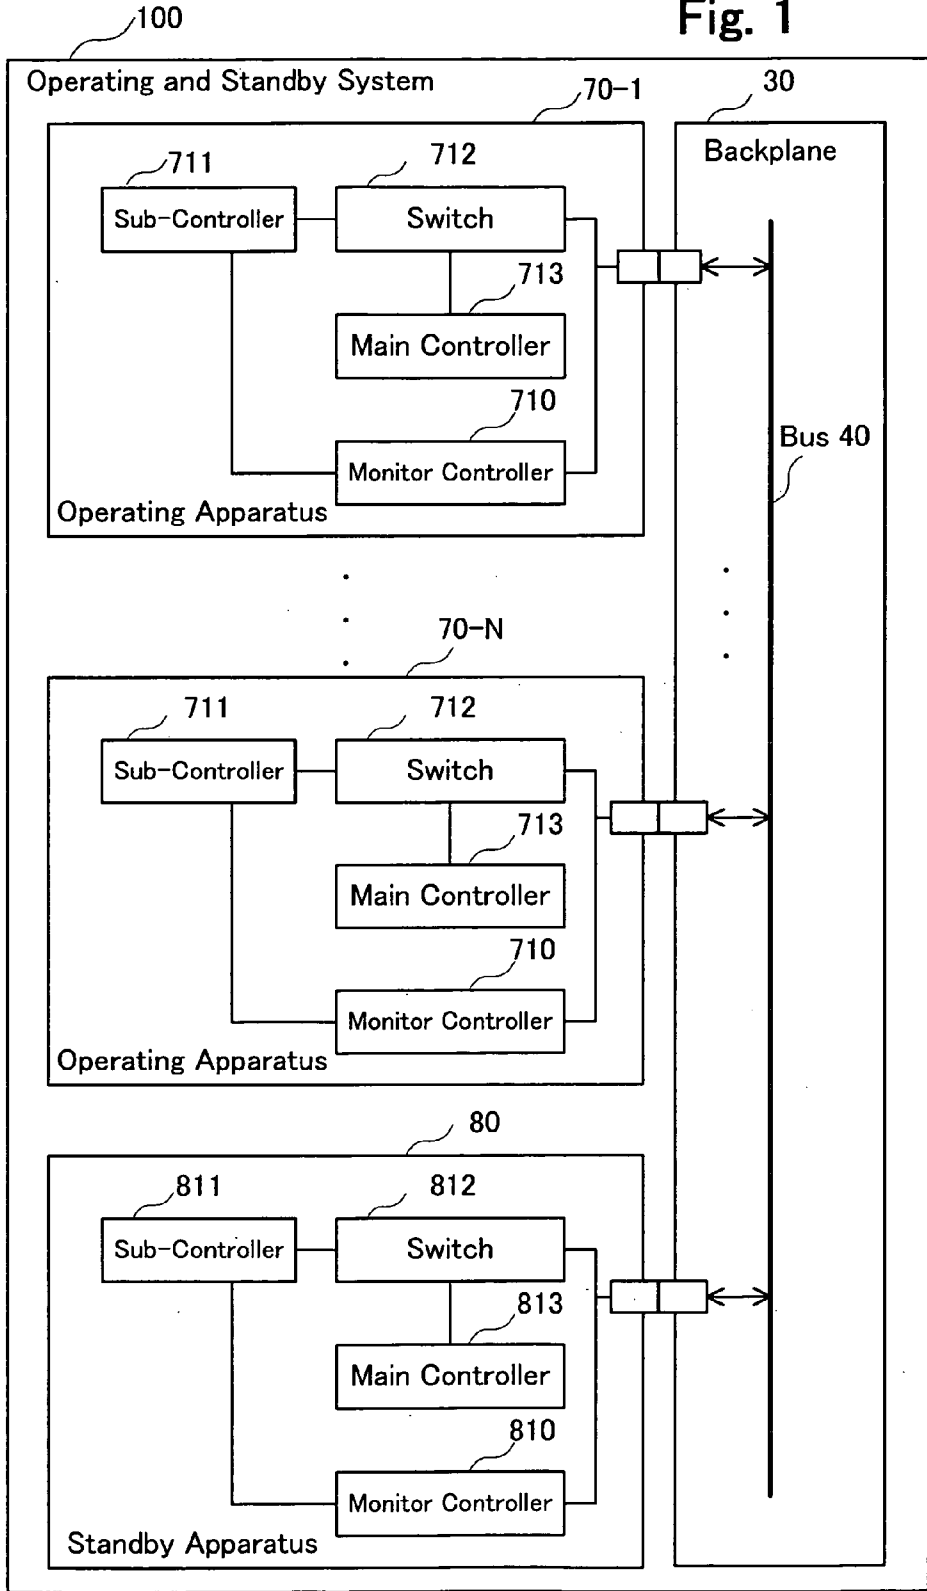 Fig. 1
100
Operating and Standby System
70-1
30
Backplane
711
712
Sub-Controller
Switch
713
Main Controller
710
Bus 40
Monitor Controller
Operating Apparatus
70-N
711
712
Sub-Controller
Switch
713
Main Controller
710
Monitor Controller
Operating Apparatus
80
811
812
Sub-Controller
Switch
813
Main Controller
810
Monitor Controller
Standby Apparatus